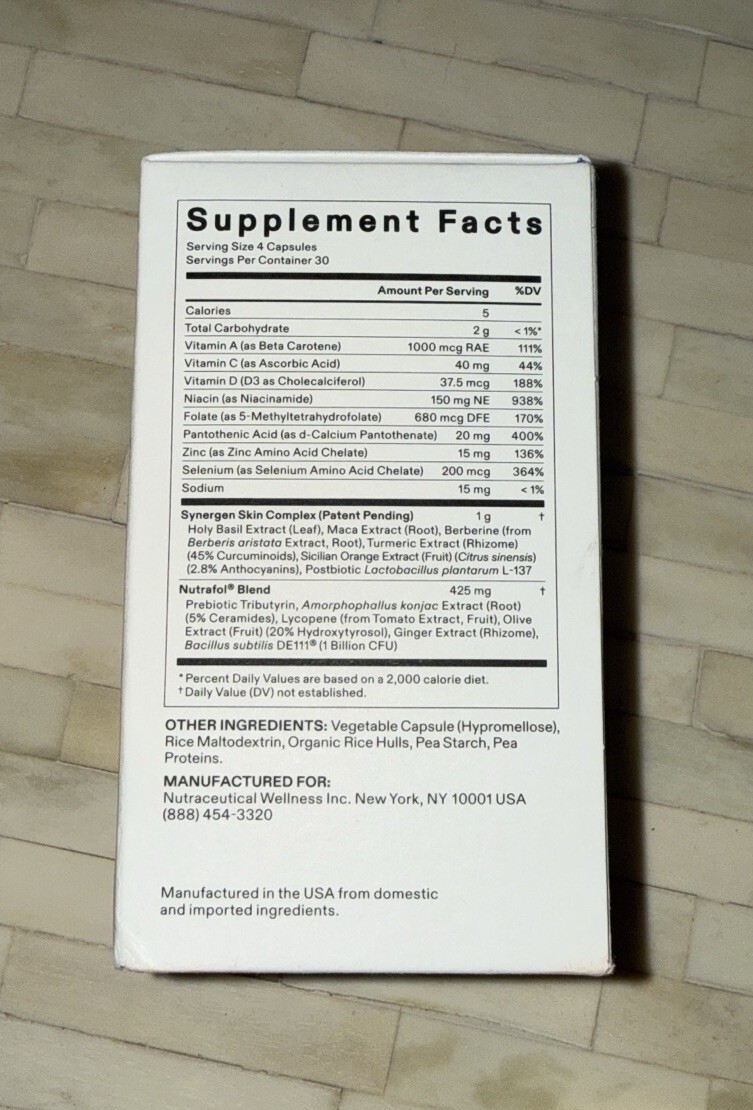 Supplement Facts
Serving Size 4 Capsules
Servings Per Container 30
Amount Per Serving %DV
Calories 5
Total Carbohydrate 2 g < 1%*
Vitamin A (as Beta Carotene) 1000 mcg RAE 111%
Vitamin C (as Ascorbic Acid) 40 mg 44%
Vitamin D (D3 as Cholecalciferol) 37.5 mcg 188%
Niacin (as Niacinamide) 150 mg NE 938%
Folate (as 5-Methyltetrahydrofolate) 680 mcg DFE 170%
Pantothenic Acid (as d-Calcium Pantothenate) 20 mg 400%
Zinc (as Zinc Amino Acid Chelate) 15 mg 136%
Selenium (as Selenium Amino Acid Chelate) 200 mcg 364%
Sodium 15 mg < 1%
Synergen Skin Complex (Patent Pending) 1 g †
Holy Basil Extract (Leaf), Maca Extract (Root), Berberine (from
Berberis aristata Extract, Root), Turmeric Extract (Rhizome)
(45% Curcuminoids), Sicilian Orange Extract (Fruit) (Citrus sinensis)
(2.8% Anthocyanins), Postbiotic Lactobacillus plantarum L-137
Nutrafol® Blend 425 mg †
Prebiotic Tributyrin, Amorphophallus konjac Extract (Root)
(5% Ceramides), Lycopene (from Tomato Extract, Fruit), Olive
Extract (Fruit) (20% Hydroxytyrosol), Ginger Extract (Rhizome),
Bacillus subtilis DE111® (1 Billion CFU)
*Percent Daily Values are based on a 2,000 calorie diet.
†Daily Value (DV) not established.
OTHER INGREDIENTS: Vegetable Capsule (Hypromellose),
Rice Maltodextrin, Organic Rice Hulls, Pea Starch, Pea
Proteins.
MANUFACTURED FOR:
Nutraceutical Wellness Inc. New York, NY 10001 USA
(888) 454-3320
Manufactured in the USA from domestic
and imported ingredients.